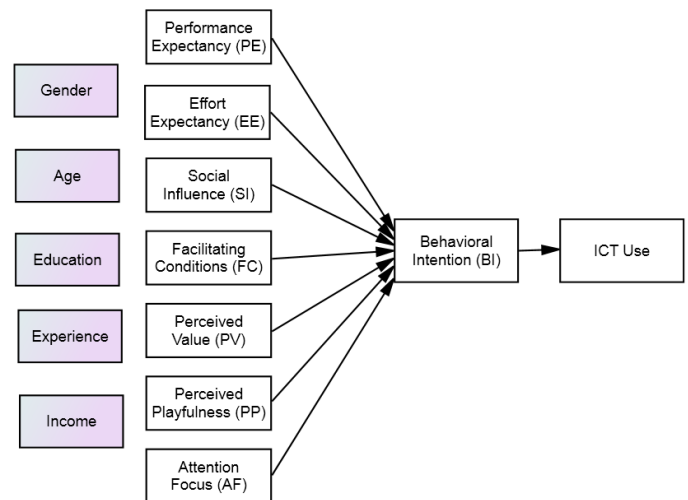 Gender
Age
Education
Experience
Income
Performance
Expectancy (PE)
Effort
Expectancy (EE)
Social
Influence (SI)
Facilitating
Conditions (FC)
Perceived
Value (PV)
Perceived
Playfulness (PP)
Attention
Focus (AF)
Behavioral
Intention (BI)
ICT Use